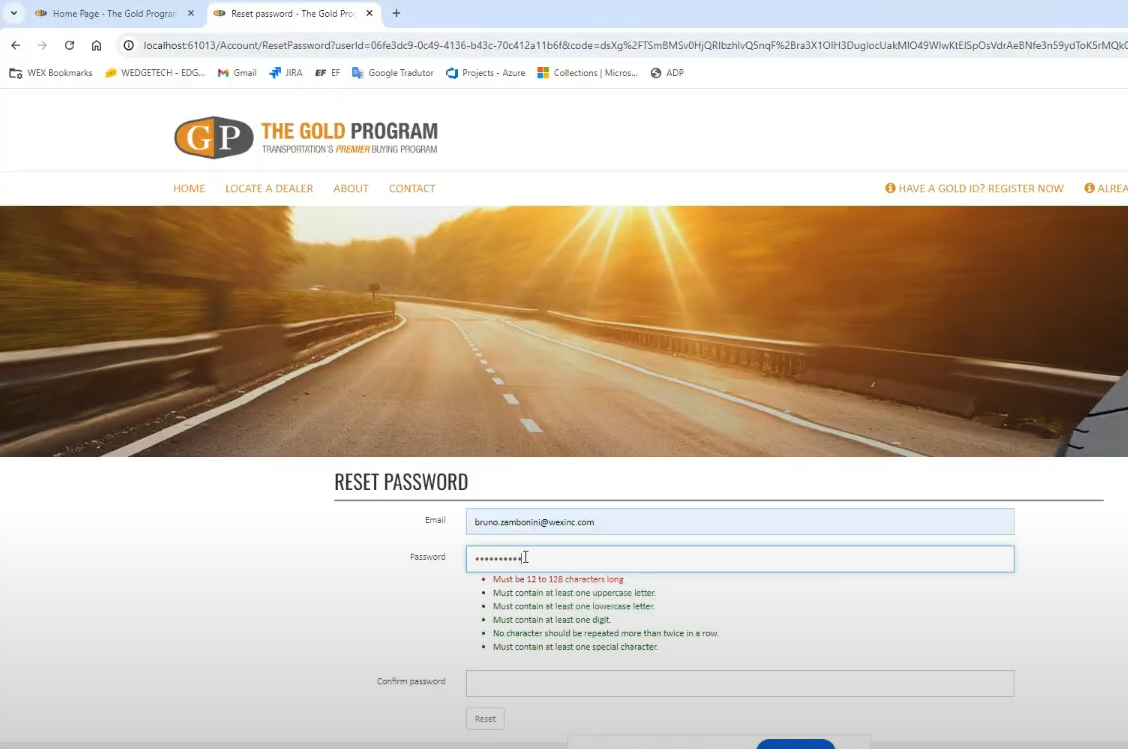 Home Page - The Gold Program
Reset password - The Gold Prog
localhost:61013/Account/ResetPassword?userId=06fe3dc9-0c49-4136-b43c-70c412a11b6f&code=
WEX Bookmarks
WEDGETECH - EDG...
Gmail
JIRA
EF EF
Google Tradutor
Projects - Azure
Collections | Micros...
ADP
GP
THE GOLD PROGRAM
TRANSPORTATION'S PREMIER BUYING PROGRAM
HOME
LOCATE A DEALER
ABOUT
CONTACT
HAVE A GOLD ID? REGISTER NOW
ALREA
RESET PASSWORD
Email
bruno.zambonini@wexinc.com
Password
Must be 12 to 128 characters long
Must contain at least one uppercase letter.
Must contain at least one lowercase letter.
Must contain at least one digit.
No character should be repeated more than twice in a row.
Must contain at least one special character.
Confirm password
Reset